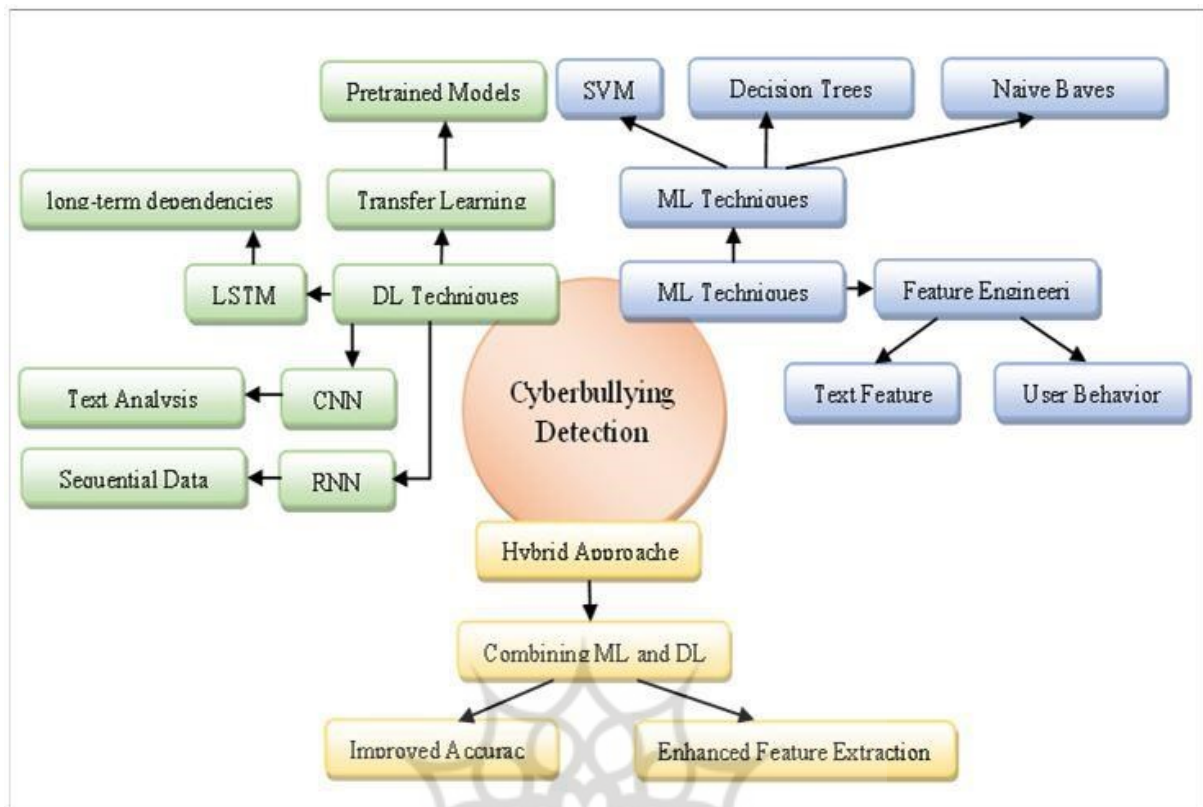 Pretrained Models
SVM
Decision Trees
Naive Baves
long-term dependencies
Transfer Learning
ML Techniques
LSTM
DL Techniques
ML Techniques
Feature Engineeri
Text Analysis
CNN
Cyberbullying
Detection
Text Feature
User Behavior
Sequential Data
RNN
Hybrid Approache
Combining ML and DL
Improved Accurac
Enhanced Feature Extraction